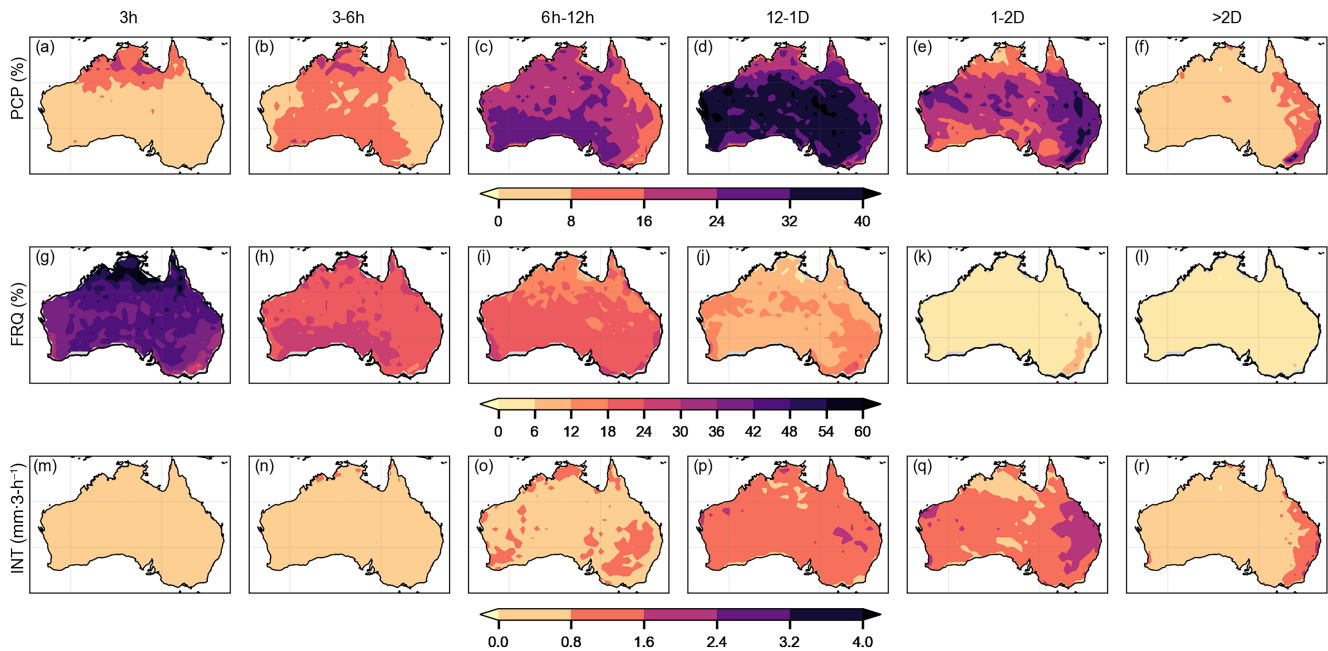 3h 3-6h 6h-12h 12-1D 1-2D >2D
PCP (%)
(a) (b) (c) (d) (e) (f)
0 8 16 24 32 40
FRQ (%)
(g) (h) (i) (j) (k) (l)
0 6 12 18 24 30 36 42 48 54 60
INT (mm·3-h⁻¹)
(m) (n) (o) (p) (q) (r)
0.0 0.8 1.6 2.4 3.2 4.0